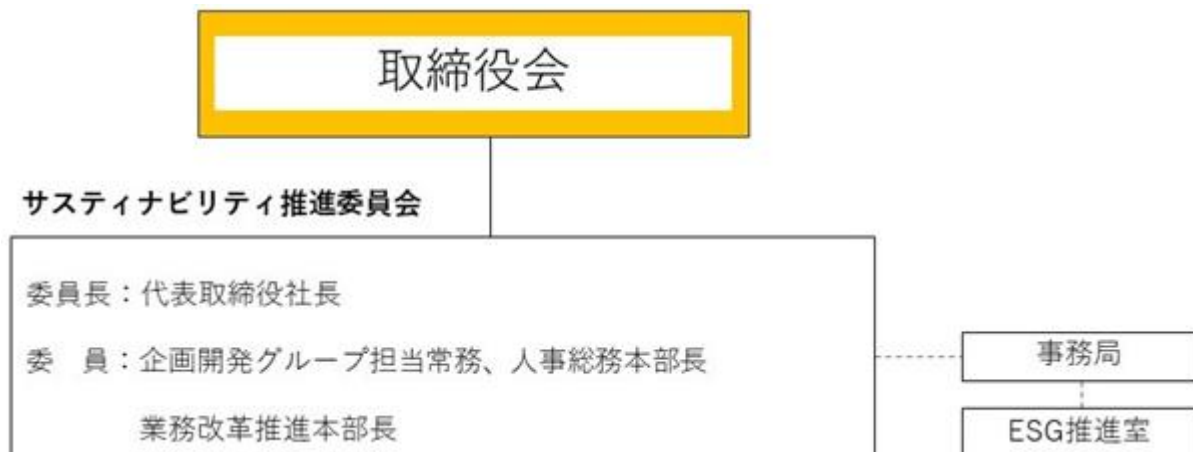 取締役会
サスティナビリティ推進委員会
委員長：代表取締役社長
委　員：企画開発グループ担当常務、人事総務本部長
業務改革推進本部長
事務局
ESG推進室